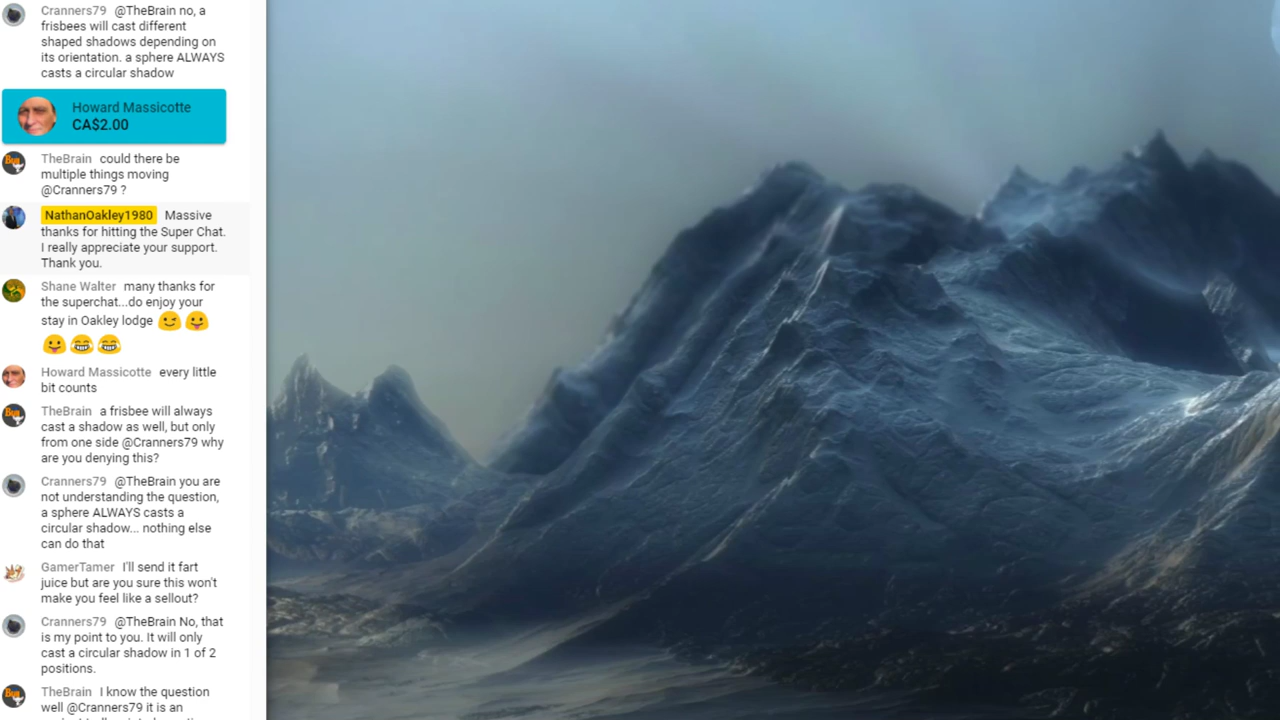 Cranners79 @TheBrain no, a
frisbees will cast different
shaped shadows depending on
its orientation. a sphere ALWAYS
casts a circular shadow
Howard Massicotte
CA$2.00
TheBrain could there be
multiple things moving
@Cranners79 ?
NathanOakley1980 Massive
thanks for hitting the Super Chat.
I really appreciate your support.
Thank you.
Shane Walter many thanks for
the superchat...do enjoy your
stay in Oakley lodge 😉 😛
😛 😂 😂
Howard Massicotte every little
bit counts
TheBrain a frisbee will always
cast a shadow as well, but only
from one side @Cranners79 why
are you denying this?
Cranners79 @TheBrain you are
not understanding the question,
a sphere ALWAYS casts a
circular shadow... nothing else
can do that
GamerTamer I'll send it fart
juice but are you sure this won't
make you feel like a sellout?
Cranners79 @TheBrain No, that
is my point to you. It will only
cast a circular shadow in 1 of 2
positions.
TheBrain I know the question
well @Cranners79 it is an